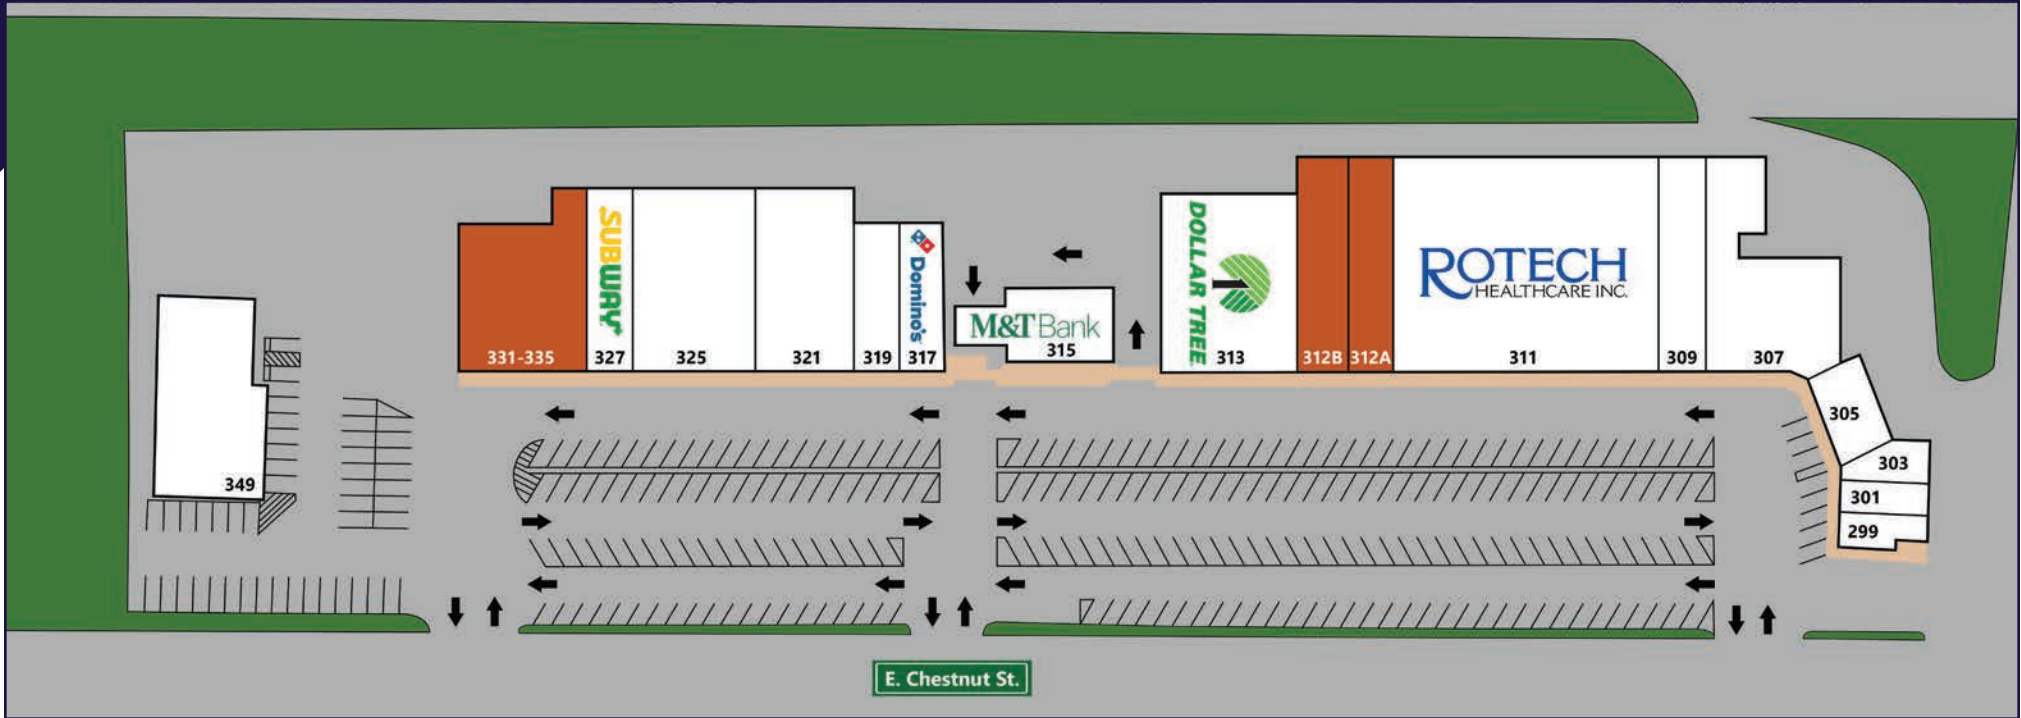 349
331-335
SUBWAY
327
325
321
319
Domino's
317
M&T Bank
315
DOLLAR TREE
313
312B
312A
ROTECH
HEALTHCARE INC.
311
309
307
305
303
301
299
E. Chestnut St.